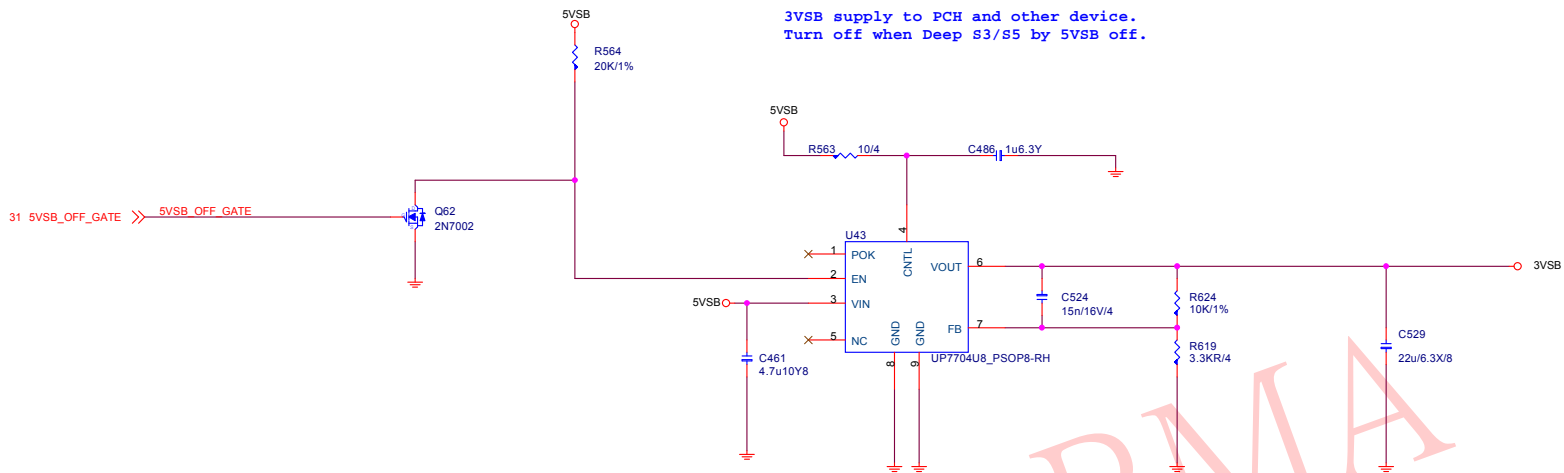 3VSB supply to PCH and other device.
Turn off when Deep S3/S5 by 5VSB off.
5VSB
R564
20K/1%
5VSB
R563
10/4
C486
1u6.3Y
31 5VSB_OFF_GATE
5VSB_OFF_GATE
Q62
2N7002
U43
4
CNTL
1
POK
2
EN
5VSB
3
VIN
5
NC
VOUT
6
FB
7
GND
GND
8
9
UP7704U8_PSOP8-RH
C461
4.7u10Y8
C524
15n/16V/4
R624
10K/1%
R619
3.3KR/4
C529
22u/6.3X/8
3VSB